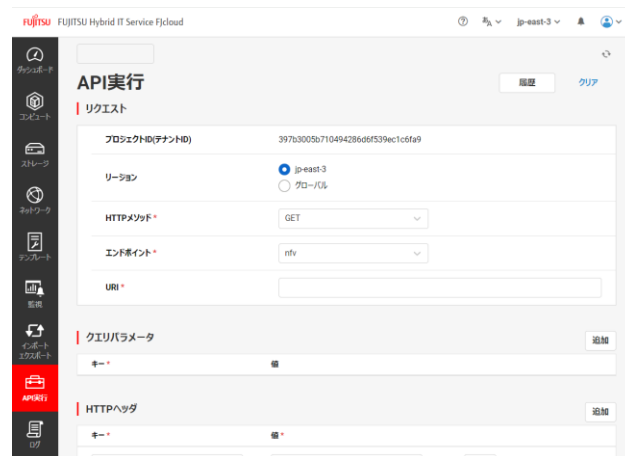 FUJITSU FUJITSU Hybrid IT Service FJcloud
あA jp-east-3
ダッシュボード
コンピュート
ストレージ
ネットワーク
テンプレート
監視
インポート
エクスポート
API実行
ログ
API実行
履歴 クリア
リクエスト
プロジェクトID(テナントID) 397b3005b710494286d6f539ec1c6fa9
リージョン
jp-east-3
グローバル
HTTPメソッド * GET
エンドポイント * nfv
URI *
クエリパラメータ 追加
キー * 値
HTTPヘッダ 追加
キー * 値 *